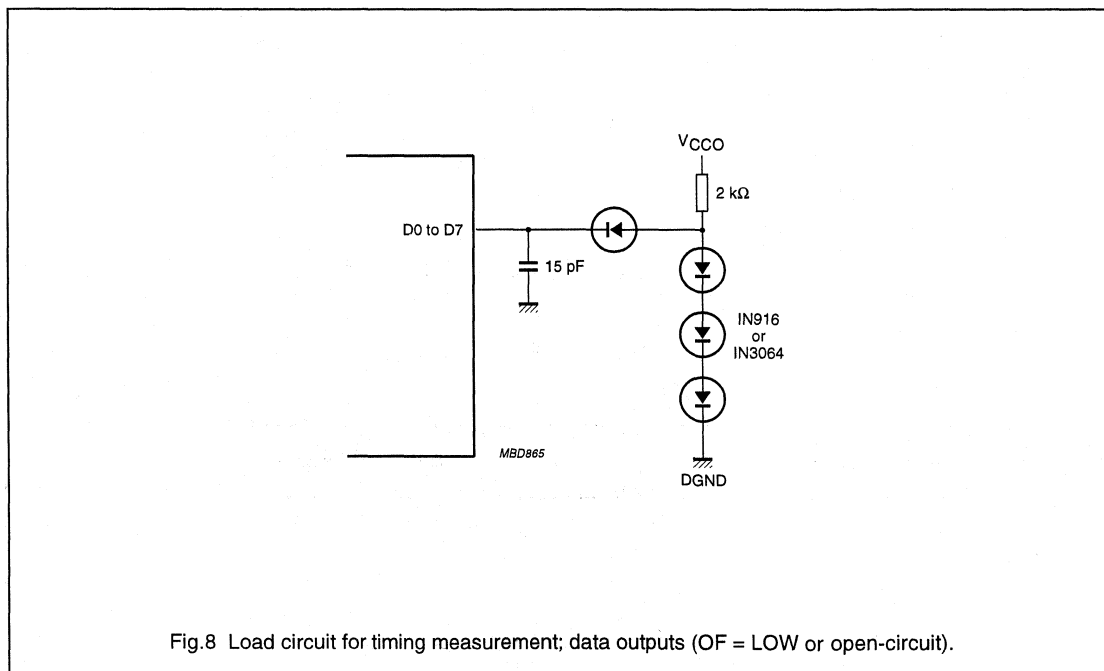 VCCO
2 kΩ
D0 to D7
15 pF
IN916
or
IN3064
MBD865
DGND
Fig.8 Load circuit for timing measurement; data outputs (OF = LOW or open-circuit).